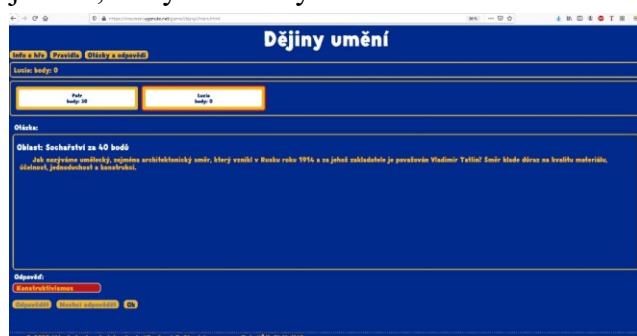 Dějiny umění
Info o hře Pravidla Otázky a odpovědi
Lucie: body: 0
Petr
body: 30
Lucie
body: 0
Otázka:
Oblast: Sochařství za 40 bodů
Jak nazýváme umělecký, zejména architektonický směr, který vznikl v Rusku roku 1914 a za jehož zakladatele je považován Vladimir Tatlin? Směr klade důraz na kvalitu materiálu,
účelnost, jednoduchost a konstrukci.
Odpověď:
Konstruktivismus
Odpovědět Nechci odpovědět Ok